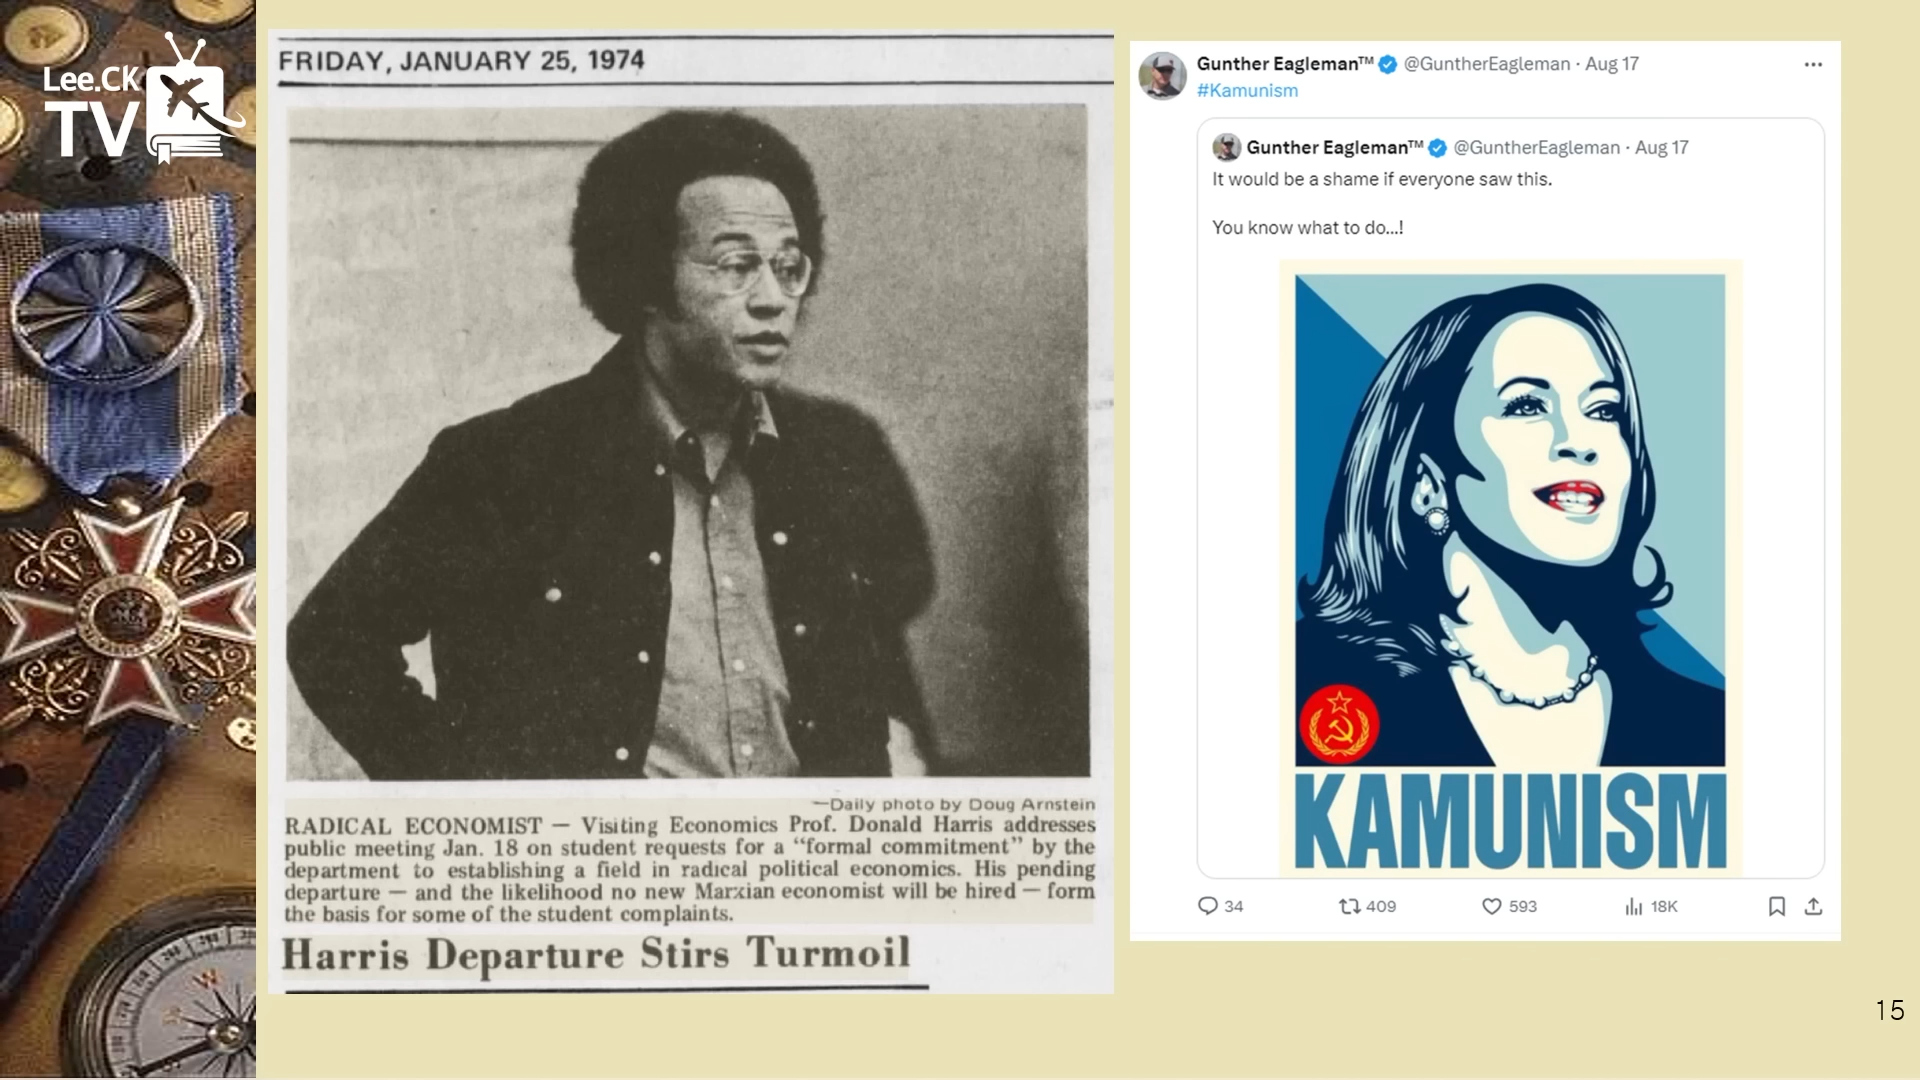 Lee.CK
TV
FRIDAY, JANUARY 25, 1974
—Daily photo by Doug Arnstein
RADICAL ECONOMIST — Visiting Economics Prof. Donald Harris addresses
public meeting Jan. 18 on student requests for a “formal commitment” by the
department to establishing a field in radical political economics. His pending
departure — and the likelihood no new Marxian economist will be hired — form
the basis for some of the student complaints.
Harris Departure Stirs Turmoil
Gunther Eagleman™ @GuntherEagleman · Aug 17
#Kamunism
Gunther Eagleman™ @GuntherEagleman · Aug 17
It would be a shame if everyone saw this.
You know what to do...!
KAMUNISM
34 409 593 18K
15